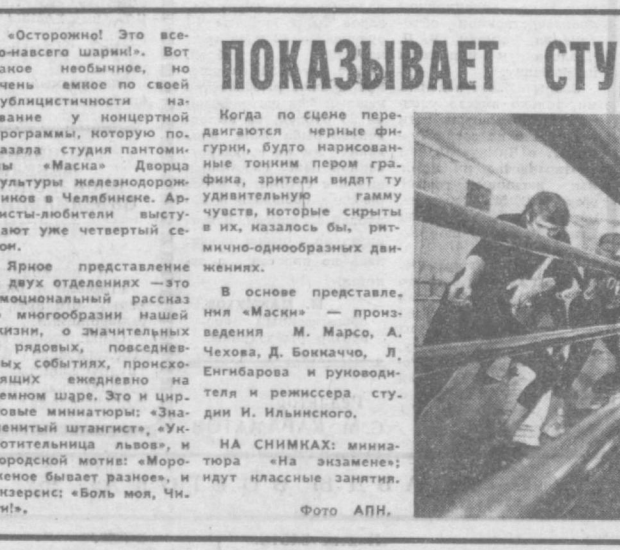 ПОКАЗЫВАЕТ СТУ
«Осторожно! Это все-
о-навсего шарик!». Вот
акое необычное, но
чень емкое по своей
ублицистичности на-
вание у концертной
рограммы, которую по-
азала студия пантоми-
ы «Маска» Дворца
ультуры железнодорож-
иков в Челябинске. Ар-
исты-любители высту-
ают уже четвертый се-
он.
Яркое представление
двух отделениях —это
моциональный рассказ
многообразии нашей
изни, о значительных
рядовых, повседнев-
ых событиях, происхо-
ящих ежедневно на
емном шаре. Это и цир-
овые миниатюры: «Зна-
енитый штангист», «Ук-
отительница львов», и
ородской мотив: «Моро-
еное бывает разное», и
нзерсис: «Боль моя, Чи-
и!».
Когда по сцене пере-
двигаются черные фи-
гурки, будто нарисован-
ные тонким пером гра-
фика, зрители видят ту
удивительную гамму
чувств, которые скрыты
в их, казалось бы, рит-
мично-однообразных дви-
жениях.
В основе представле-
ния «Маски» — произ-
ведения М. Марсо, А.
Чехова, Д. Боккаччо, Л.
Енгибарова и руководи-
теля и режиссера сту-
дии И. Ильинского.
НА СНИМКАХ: миниа-
тюра «На экзамене»;
идут классные занятия.
Фото АПН.